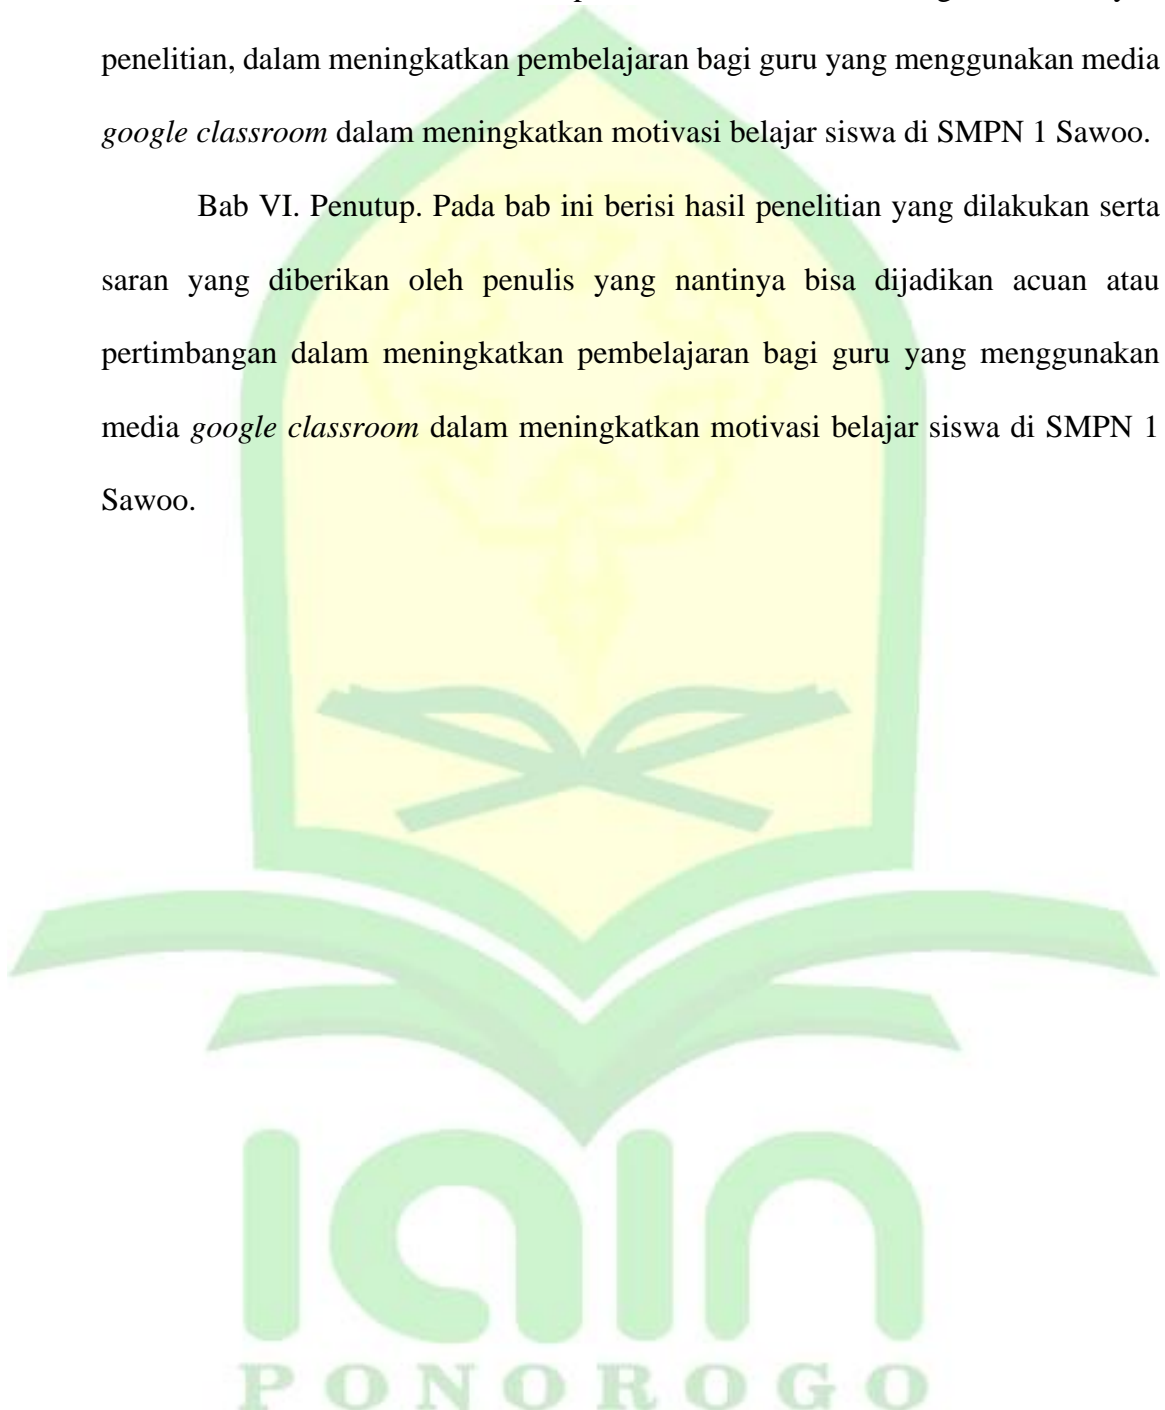 penelitian, dalam meningkatkan pembelajaran bagi guru yang menggunakan media
google classroom dalam meningkatkan motivasi belajar siswa di SMPN 1 Sawoo.
Bab VI. Penutup. Pada bab ini berisi hasil penelitian yang dilakukan serta
saran yang diberikan oleh penulis yang nantinya bisa dijadikan acuan atau
pertimbangan dalam meningkatkan pembelajaran bagi guru yang menggunakan
media google classroom dalam meningkatkan motivasi belajar siswa di SMPN 1
Sawoo.
iain
PONOROGO